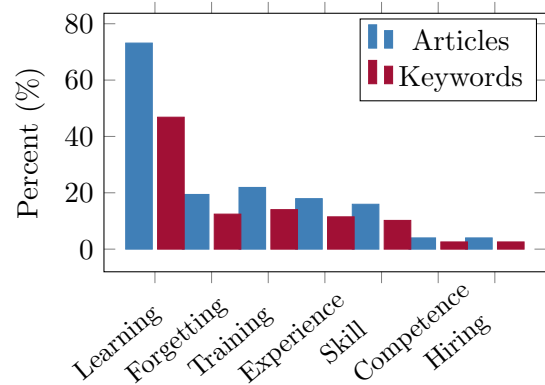 Percent (%)
80
60
40
20
0
Articles
Keywords
Learning
Forgetting
Training
Experience
Skill
Competence
Hiring